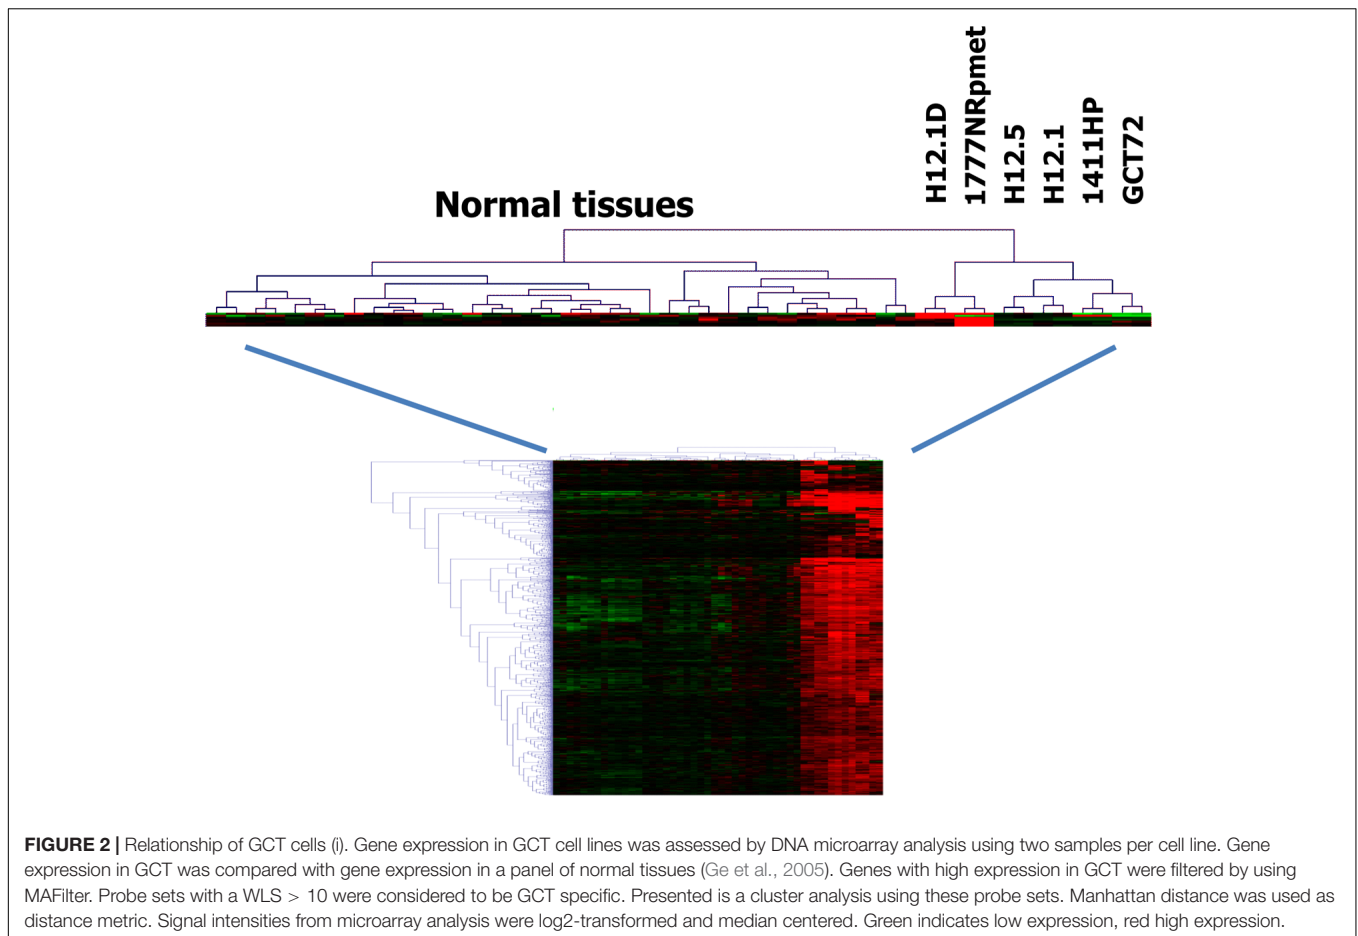 H12.1D
1777NRpmet
H12.5
H12.1
1411HP
GCT72
Normal tissues
FIGURE 2 | Relationship of GCT cells (i). Gene expression in GCT cell lines was assessed by DNA microarray analysis using two samples per cell line. Gene
expression in GCT was compared with gene expression in a panel of normal tissues (Ge et al., 2005). Genes with high expression in GCT were filtered by using
MAFilter. Probe sets with a WLS > 10 were considered to be GCT specific. Presented is a cluster analysis using these probe sets. Manhattan distance was used as
distance metric. Signal intensities from microarray analysis were log2-transformed and median centered. Green indicates low expression, red high expression.